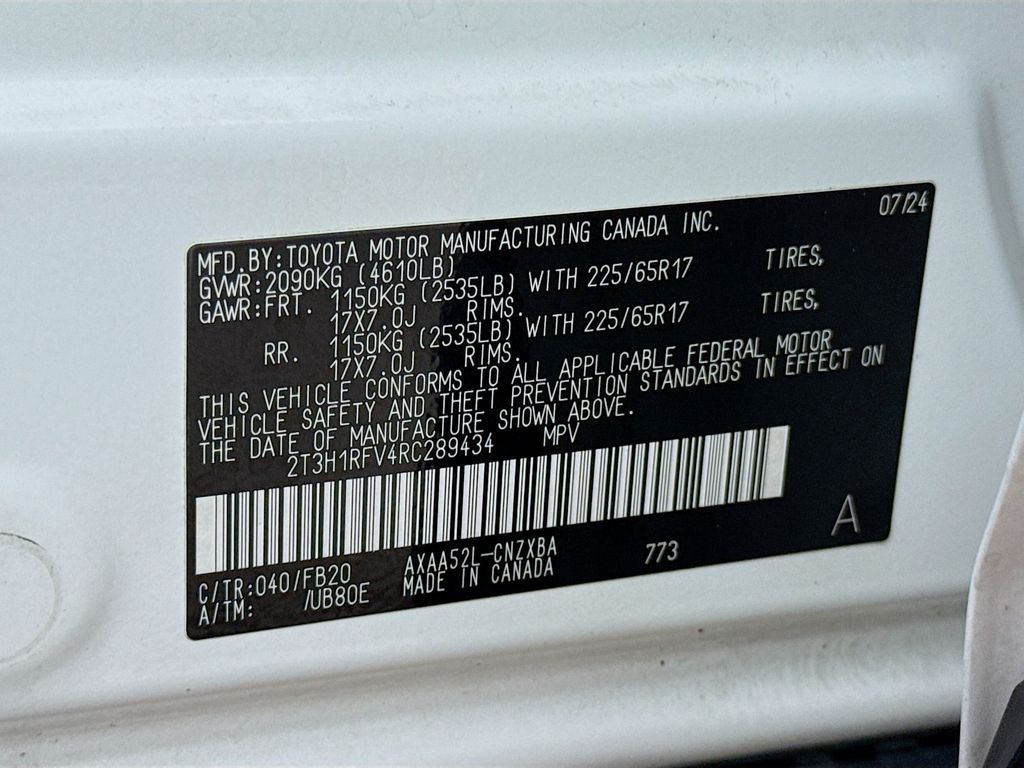 07/24
MFD.BY:TOYOTA MOTOR MANUFACTURING CANADA INC.
GVWR:2090KG (4610LB)
GAWR:FRT. 1150KG (2535LB) WITH 225/65R17 TIRES,
17X7.0J RIMS.
RR. 1150KG (2535LB) WITH 225/65R17 TIRES,
17X7.0J RIMS.
THIS VEHICLE CONFORMS TO ALL APPLICABLE FEDERAL MOTOR
VEHICLE SAFETY AND THEFT PREVENTION STANDARDS IN EFFECT ON
THE DATE OF MANUFACTURE SHOWN ABOVE.
2T3H1RFV4RC289434 MPV
A
C/TR:040/FB20 AXAA52L-CNZXBA 773
A/TM: /UB80E MADE IN CANADA